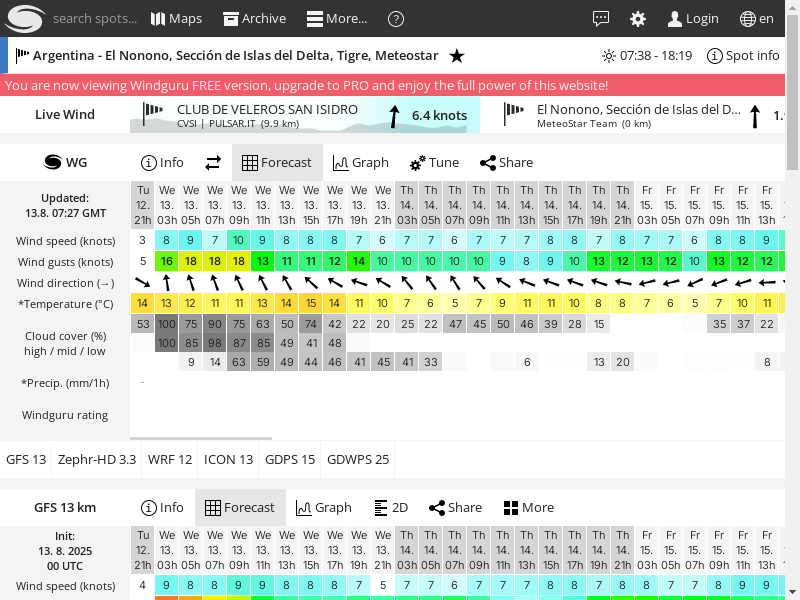 search spots... Maps Archive More... ? Login en
Argentina - El Nonono, Sección de Islas del Delta, Tigre, Meteostar ★ 07:38 - 18:19 Spot info
You are now viewing Windguru FREE version, upgrade to PRO and enjoy the full power of this website!
Live Wind CLUB DE VELEROS SAN ISIDRO 6.4 knots El Nonono, Sección de Islas del D...
CVSI | PULSAR.IT (9.9 km) MeteoStar Team (0 km)
WG Info Forecast Graph Tune Share
Updated:
13.8. 07:27 GMT
Tu We We We We We We We We We We Th Th Th Th Th Th Th Th Th Th Fr Fr Fr Fr Fr Fr
12. 13. 13. 13. 13. 13. 13. 13. 13. 13. 13. 14. 14. 14. 14. 14. 14. 14. 14. 14. 14. 15. 15. 15. 15. 15. 15.
21h 03h 05h 07h 09h 11h 13h 15h 17h 19h 21h 03h 05h 07h 09h 11h 13h 15h 17h 19h 21h 03h 05h 07h 09h 11h 13h
Wind speed (knots) 3 8 9 7 10 9 8 8 8 7 6 7 7 6 7 7 7 8 8 7 8 7 7 6 8 8 9
Wind gusts (knots) 5 16 18 18 18 13 11 11 12 14 10 10 10 10 10 9 8 9 10 13 12 13 12 10 13 12 12
Wind direction (→)
*Temperature (°C) 14 13 12 11 11 13 14 15 14 11 10 7 6 5 7 9 11 11 10 8 8 7 6 5 7 10 11
Cloud cover (%)
high / mid / low
53 100 75 90 75 63 50 74 42 22 20 25 22 47 45 50 46 39 28 15 35 37 22
100 85 98 87 85 49 41 48
9 14 63 59 49 44 46 41 45 41 33 6 13 20 8
*Precip. (mm/1h) -
Windguru rating
GFS 13 Zephr-HD 3.3 WRF 12 ICON 13 GDPS 15 GDWPS 25
GFS 13 km Info Forecast Graph 2D Share More
Init:
13. 8. 2025
00 UTC
Tu We We We We We We We We We We Th Th Th Th Th Th Th Th Th Th Fr Fr Fr Fr Fr Fr
12. 13. 13. 13. 13. 13. 13. 13. 13. 13. 13. 14. 14. 14. 14. 14. 14. 14. 14. 14. 14. 15. 15. 15. 15. 15. 15.
21h 03h 05h 07h 09h 11h 13h 15h 17h 19h 21h 03h 05h 07h 09h 11h 13h 15h 17h 19h 21h 03h 05h 07h 09h 11h 13h
Wind speed (knots) 4 9 8 8 9 9 8 8 8 7 5 7 7 6 7 7 7 8 8 7 8 8 7 7 8 9 9